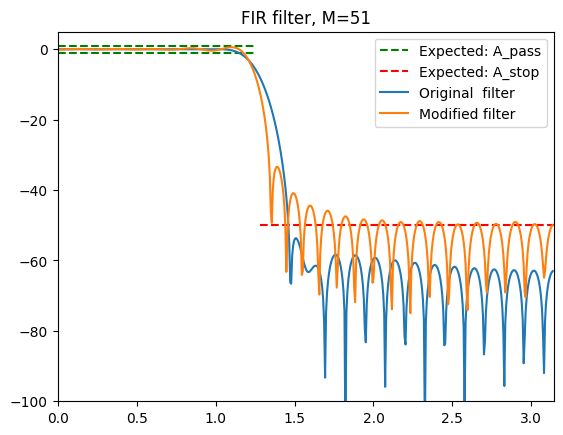 FIR filter, M=51
Expected: A_pass
Expected: A_stop
Original  filter
Modified filter
0
−20
−40
−60
−80
−100
0.0 0.5 1.0 1.5 2.0 2.5 3.0